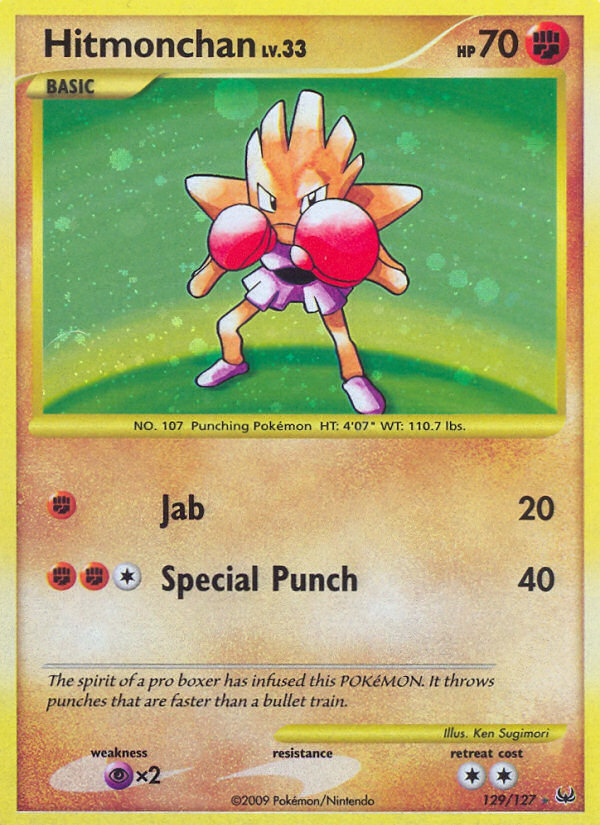 Hitmonchan LV.33 HP 70
BASIC
NO. 107 Punching Pokémon HT: 4'07" WT: 110.7 lbs.
Jab 20
Special Punch 40
The spirit of a pro boxer has infused this POKéMON. It throws
punches that are faster than a bullet train.
Illus. Ken Sugimori
weakness resistance retreat cost
×2
©2009 Pokémon/Nintendo 129/127